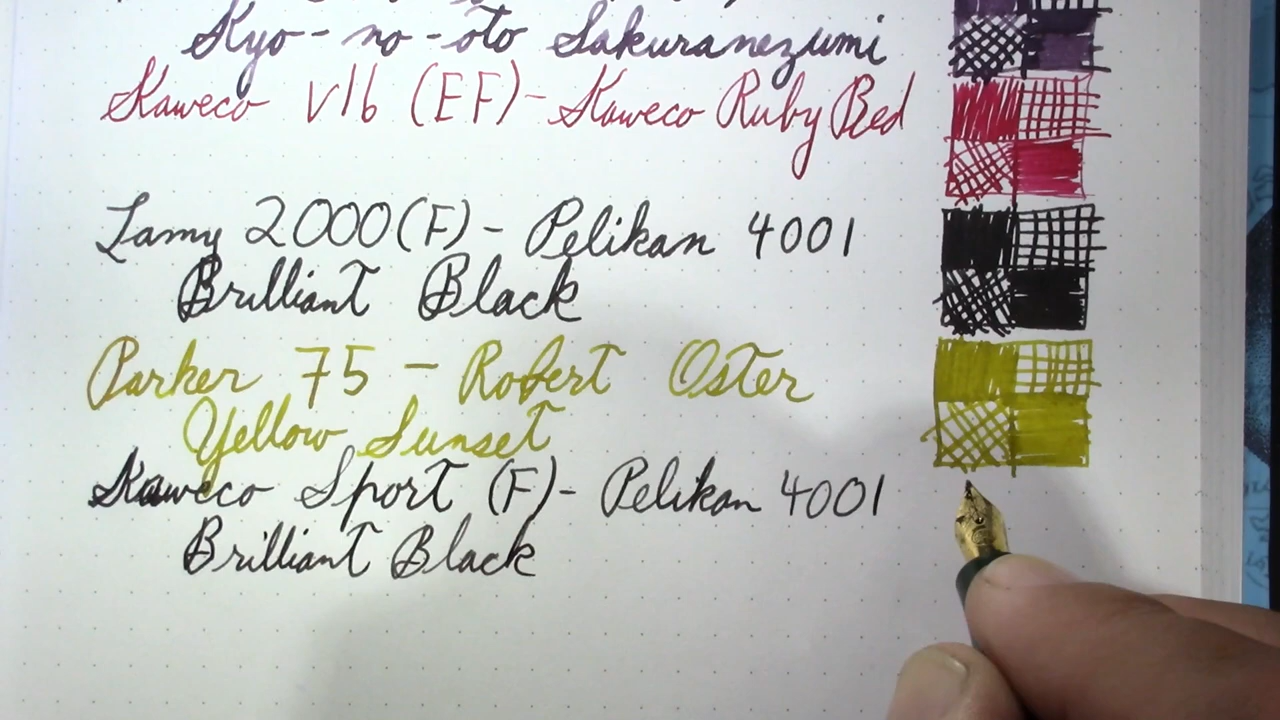 Kyo-no-oto Sakuranezumi
Kaweco V16 (EF)- Kaweco Ruby Red
Lamy 2000(F)- Pelikan 4001
Brilliant Black
Parker 75 - Robert Oster
Yellow Sunset
Kaweco Sport (F)- Pelikan 4001
Brilliant Black